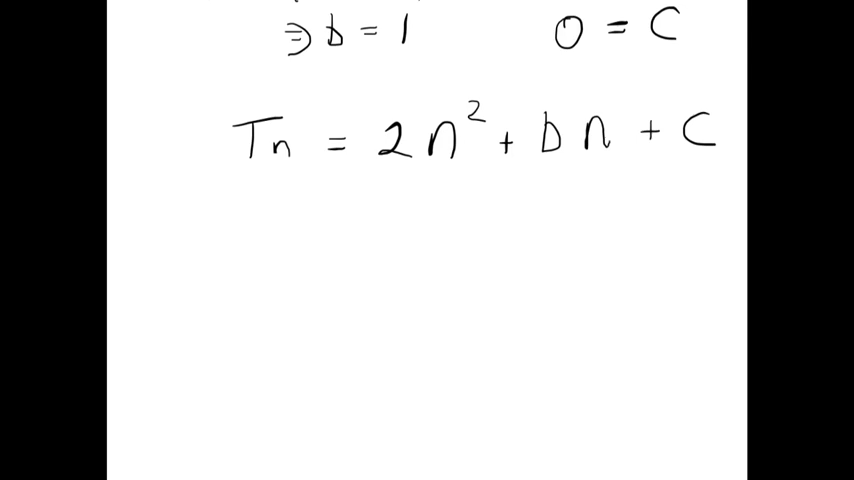 ∋ b = 1 0 = C
Tn = 2n² + bn + C